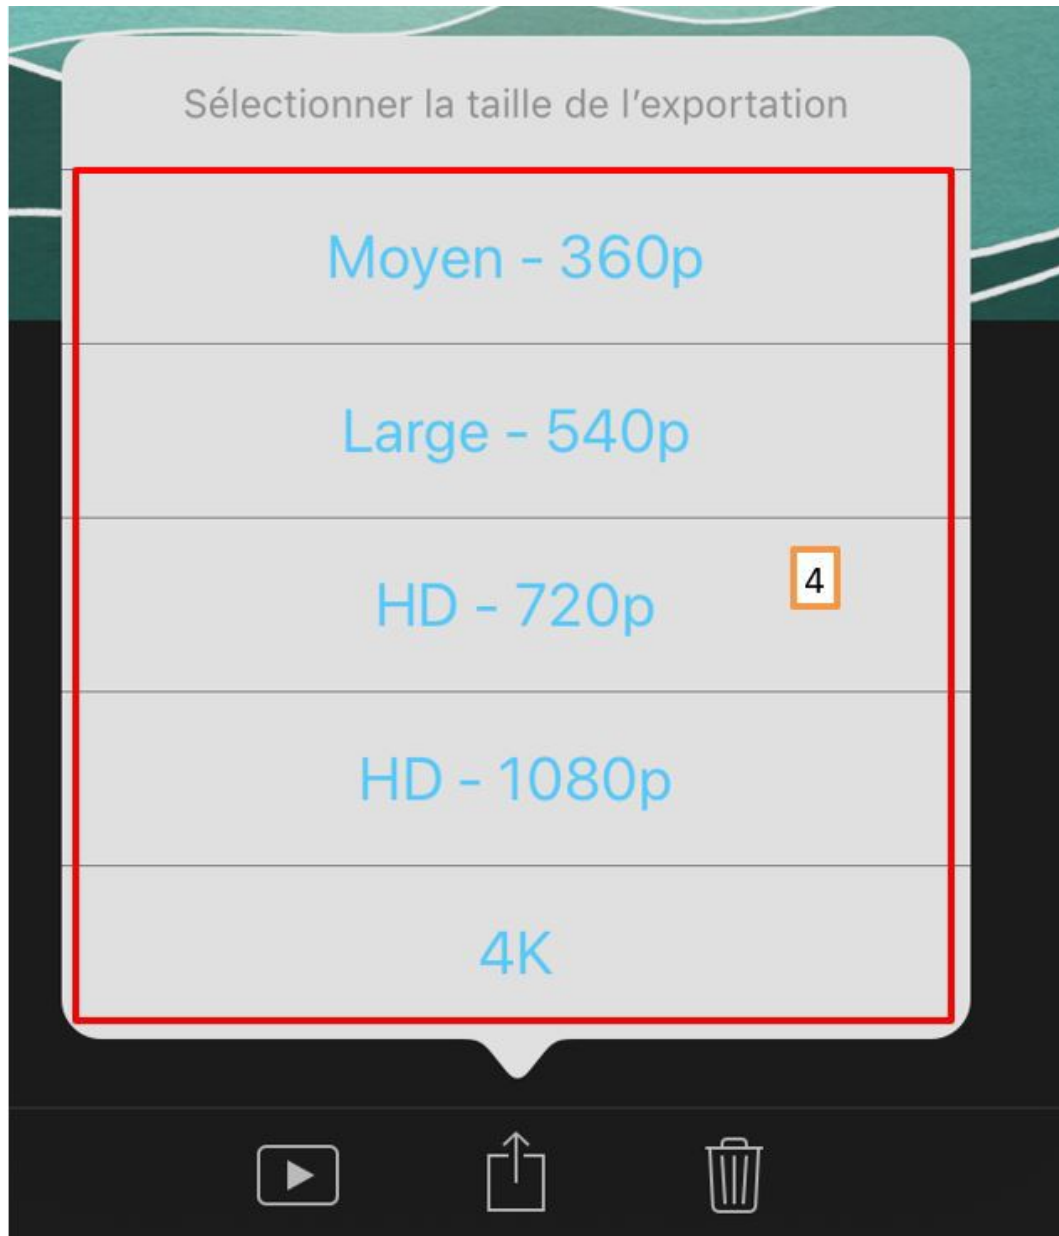 Sélectionner la taille de l’exportation
Moyen - 360p
Large - 540p
HD - 720p
4
HD - 1080p
4K